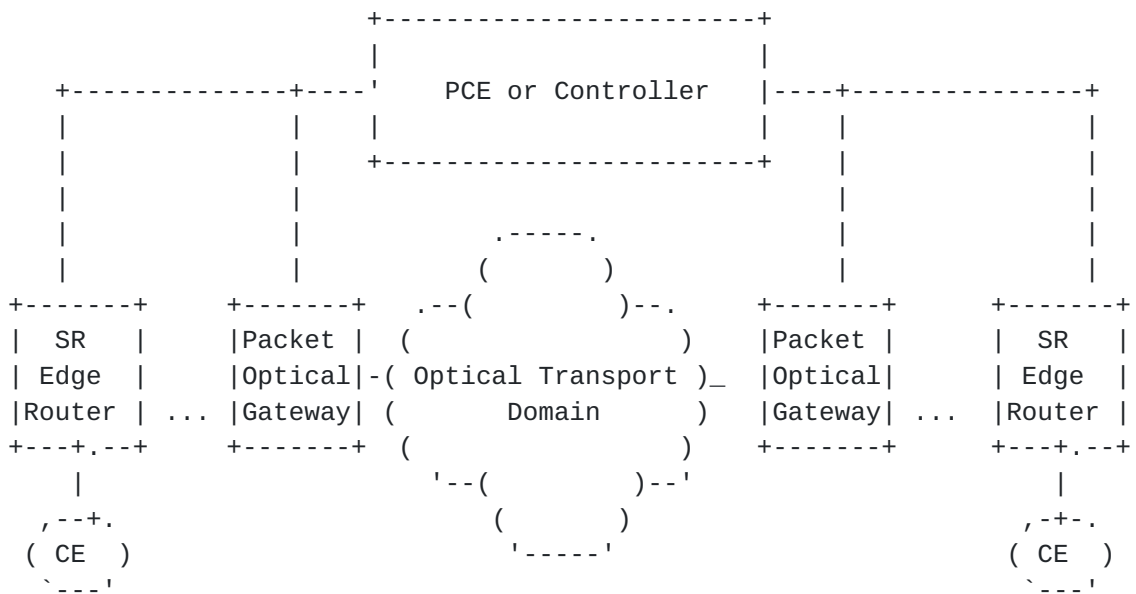 PCE or Controller
SR Packet Packet SR
Edge Optical Optical Transport Optical Edge
Router ... Gateway Domain Gateway ... Router
CE CE